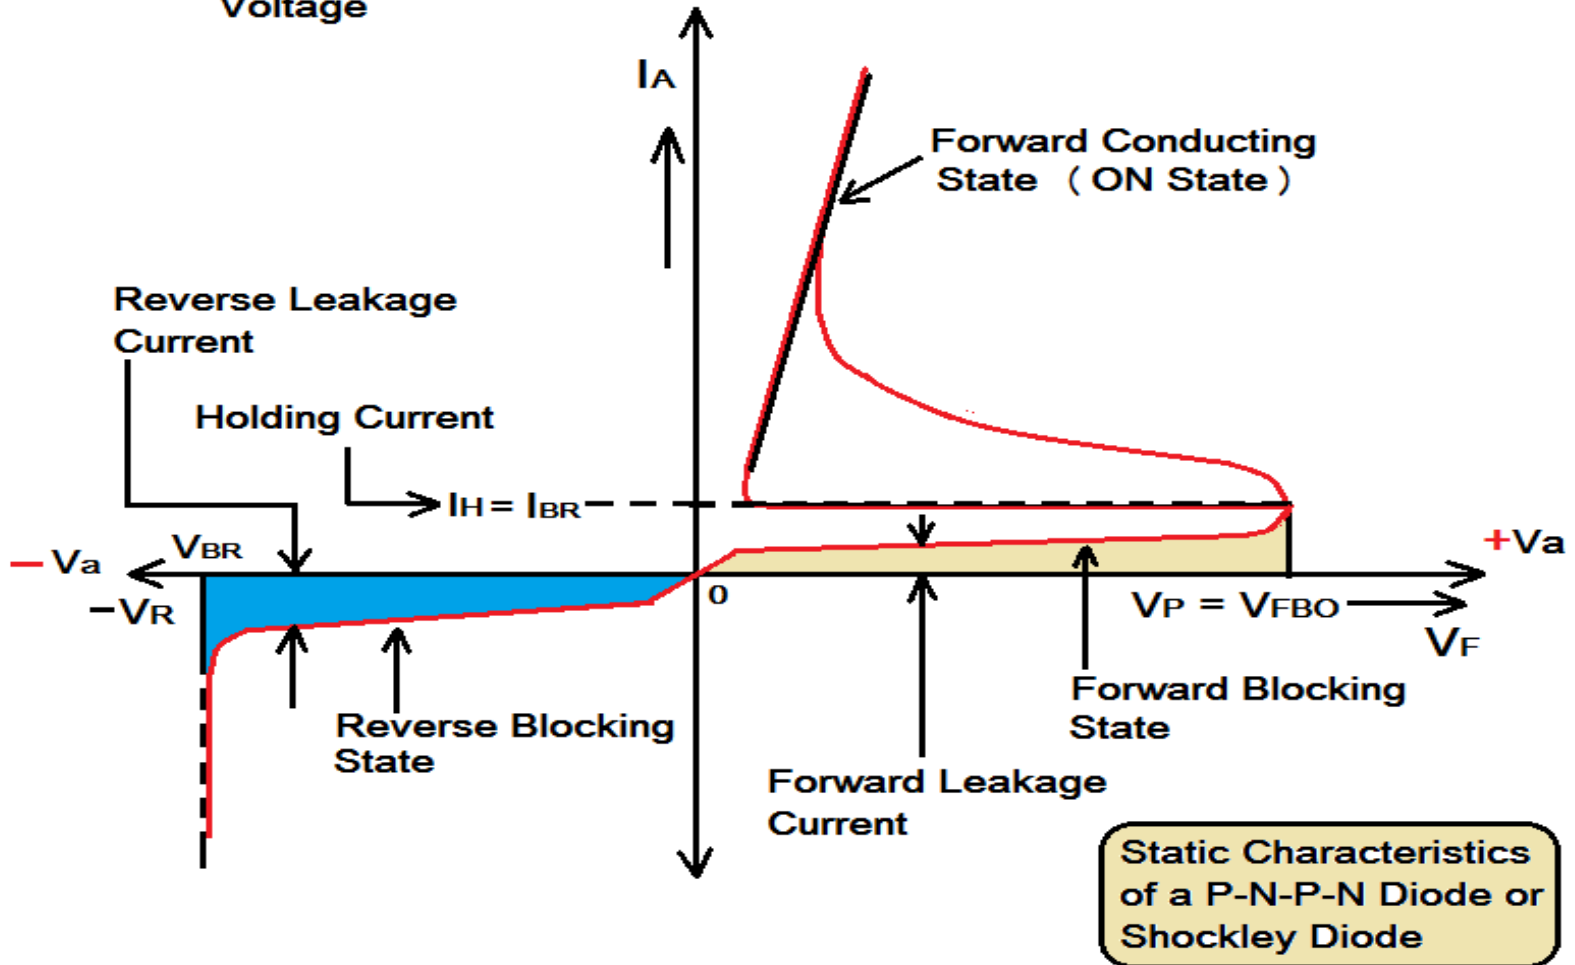 Voltage
IA
Forward Conducting
State ( ON State )
Reverse Leakage
Current
Holding Current
IH = IBR
− Va
VBR
+Va
−VR
0
VP = VFBO
VF
Forward Blocking
State
Reverse Blocking
State
Forward Leakage
Current
Static Characteristics
of a P-N-P-N Diode or
Shockley Diode